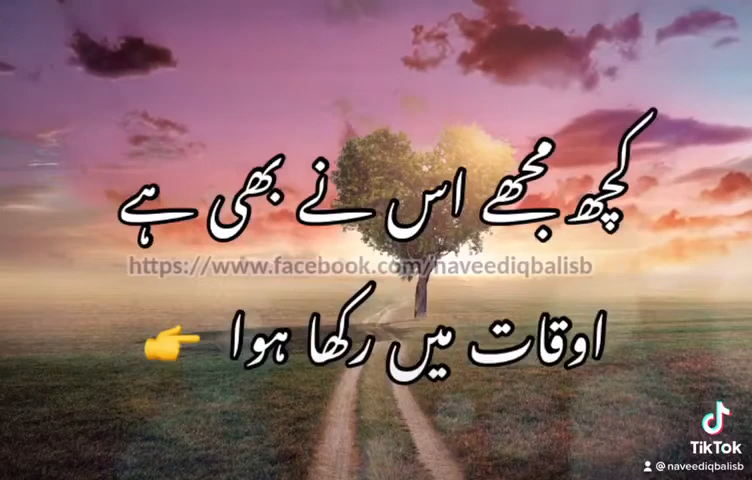 کچھ مجھے اس نے بھی ہے
https://www.facebook.com/naveediqbalisb
اوقات میں رکھا ہوا 👉
TikTok
@naveediqbalisb